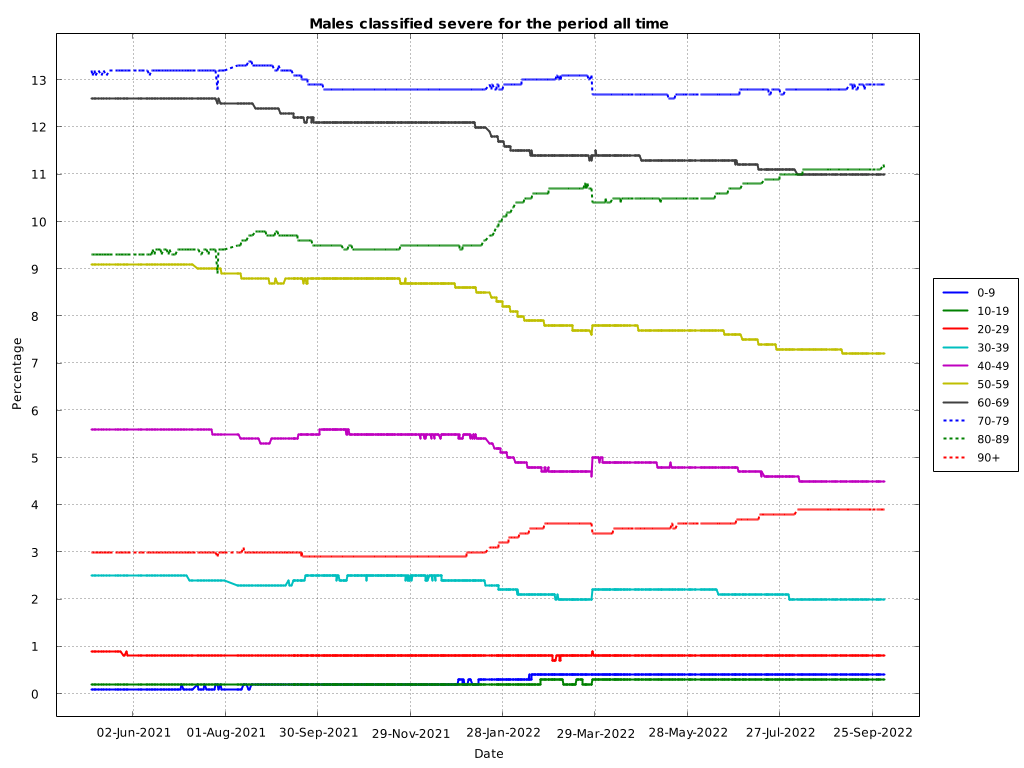 Males classified severe for the period all time
Percentage
13
12
11
10
9
8
7
6
5
4
3
2
1
0
02-Jun-2021
01-Aug-2021
30-Sep-2021
29-Nov-2021
28-Jan-2022
29-Mar-2022
28-May-2022
27-Jul-2022
25-Sep-2022
Date
0-9
10-19
20-29
30-39
40-49
50-59
60-69
70-79
80-89
90+